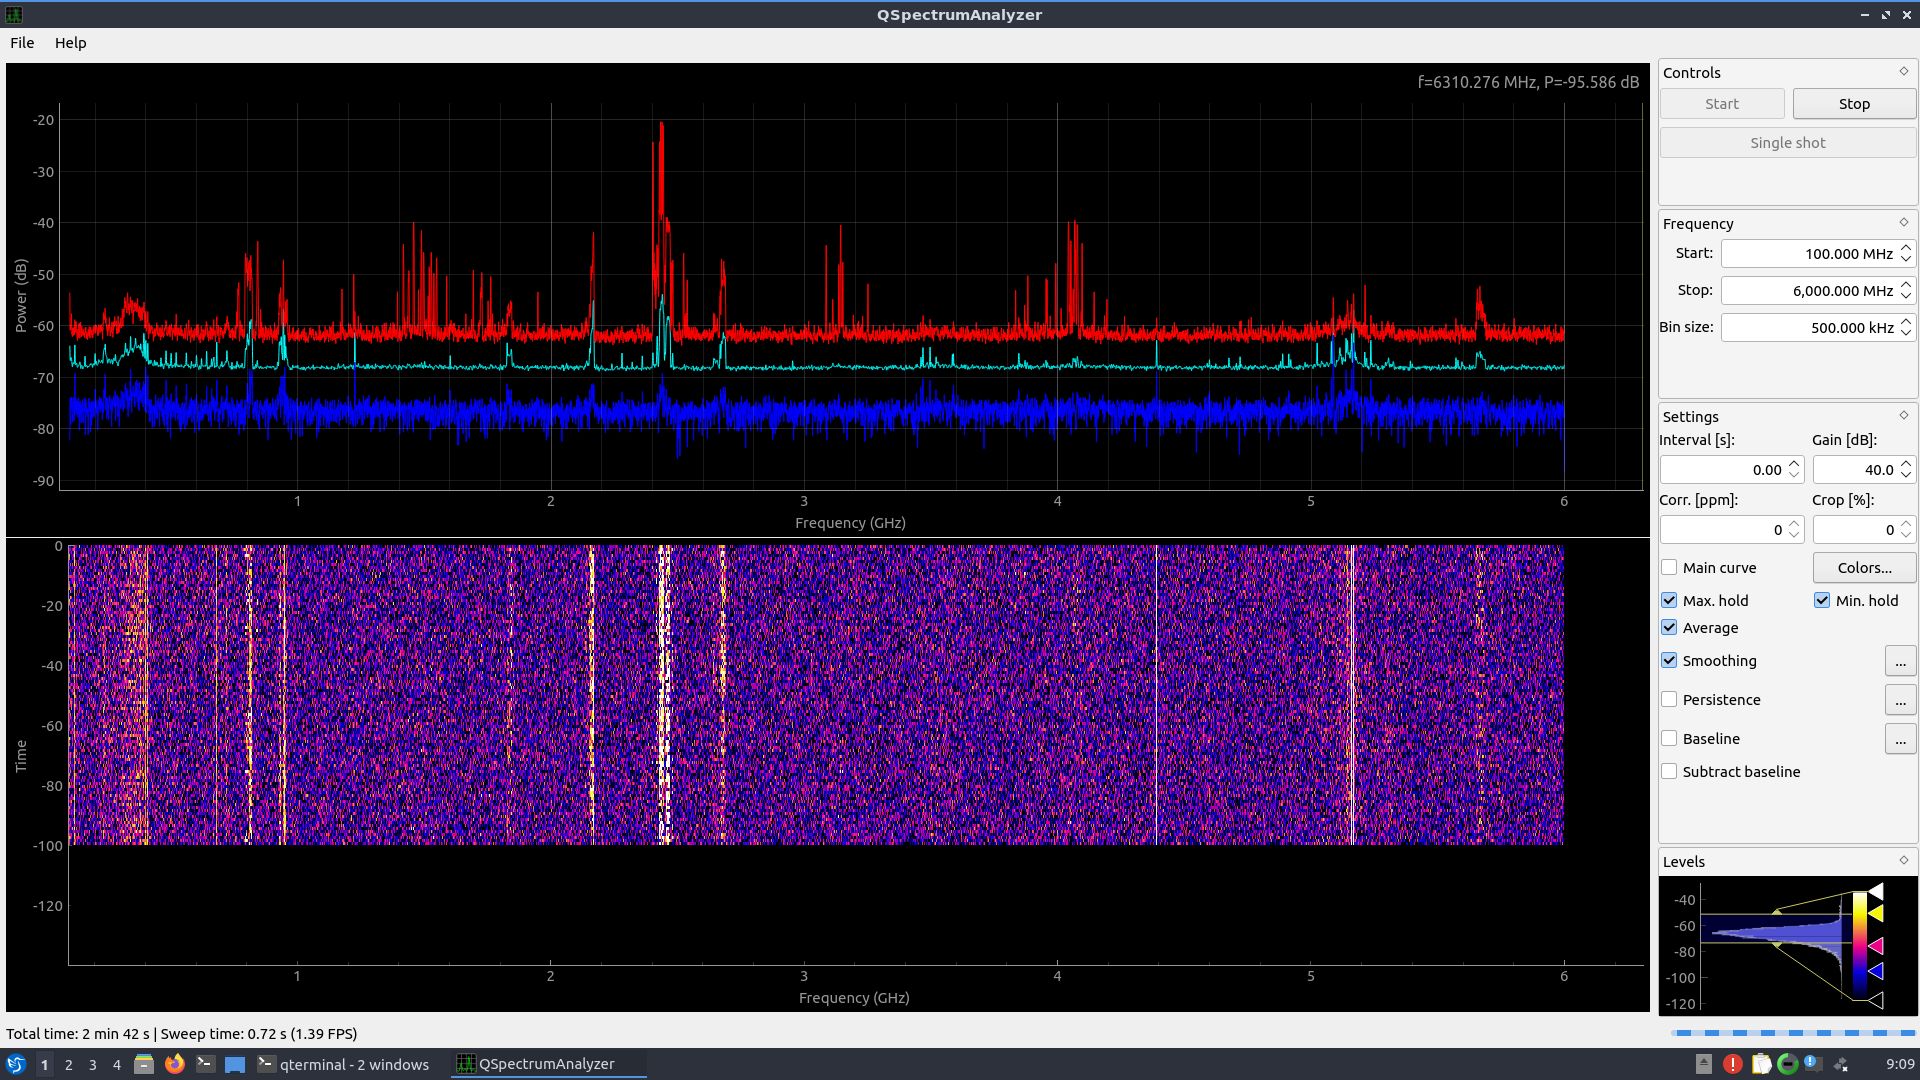 QSpectrumAnalyzer
File Help
f=6310.276 MHz, P=-95.586 dB
-20
-30
-40
-50
-60
-70
-80
-90
Power (dB)
1 2 3 4 5 6
Frequency (GHz)
0
-20
-40
-60
-80
-100
-120
Time
1 2 3 4 5 6
Frequency (GHz)
Controls
Start Stop
Single shot
Frequency
Start: 100.000 MHz
Stop: 6,000.000 MHz
Bin size: 500.000 kHz
Settings
Interval [s]: Gain [dB]:
0.00 40.0
Corr. [ppm]: Crop [%]:
0 0
Main curve Colors...
Max. hold Min. hold
Average
Smoothing ...
Persistence ...
Baseline ...
Subtract baseline
Levels
-40
-60
-80
-100
-120
Total time: 2 min 42 s | Sweep time: 0.72 s (1.39 FPS)
1 2 3 4 qterminal - 2 windows QSpectrumAnalyzer 9:09